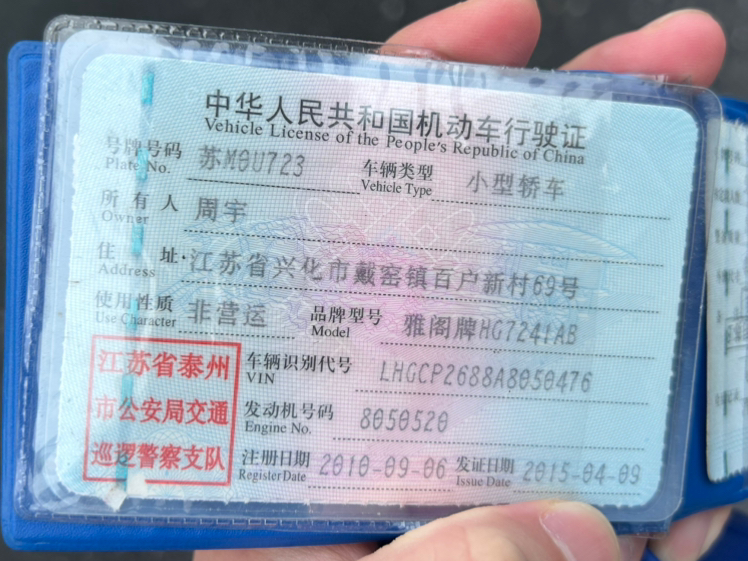 中华人民共和国机动车行驶证
Vehicle License of the People's Republic of China
号牌号码 苏M0U723 车辆类型 小型轿车
Plate No. Vehicle Type
所有人 周宇
Owner
住址 江苏省兴化市戴窑镇百户新村69号
Address
使用性质 非营运 品牌型号 雅阁牌HG7241AB
Use Character Model
江苏省泰州
市公安局交通
巡逻警察支队
车辆识别代号 LHGCP2688A8050476
VIN
发动机号码 8050520
Engine No.
注册日期 2010-09-06 发证日期 2015-04-09
Register Date Issue Date